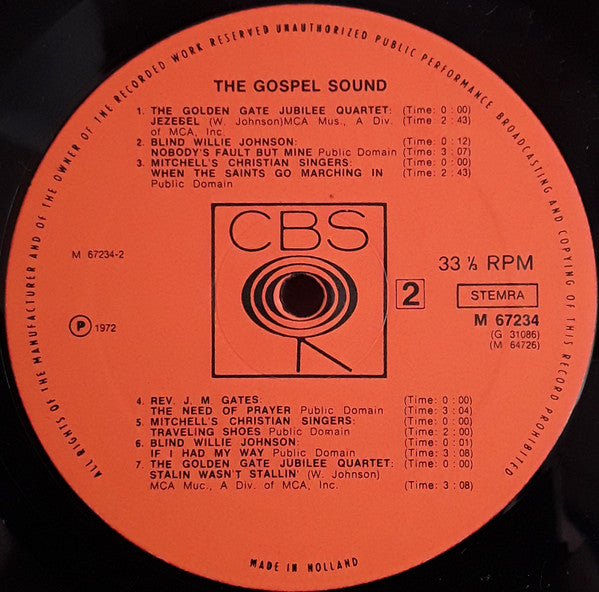 ALL RIGHTS OF THE MANUFACTURER AND OF THE OWNER OF THE RECORDED WORK RESERVED UNAUTHORIZED PUBLIC PERFORMANCE BROADCASTING AND COPYING OF THIS RECORD PROHIBITED
THE GOSPEL SOUND
1. THE GOLDEN GATE JUBILEE QUARTET: (Time: 0:00)
JEZEBEL (W. Johnson)MCA Mus., A Div. (Time: 2:43)
of MCA, Inc.
2. BLIND WILLIE JOHNSON: (Time: 0:12)
NOBODY'S FAULT BUT MINE Public Domain (Time: 3:07)
3. MITCHELL'S CHRISTIAN SINGERS: (Time: 0:00)
WHEN THE SAINTS GO MARCHING IN (Time: 2:43)
Public Domain
CBS
M 67234-2
33 ⅓ RPM
2
STEMRA
℗ 1972
M 67234
(G 31086)
(M 64726)
4. REV. J. M GATES: (Time: 0:00)
THE NEED OF PRAYER Public Domain (Time: 3:04)
5. MITCHELL'S CHRISTIAN SINGERS: (Time: 0:00)
TRAVELING SHOES Public Domain (Time: 2:00)
6. BLIND WILLIE JOHNSON: (Time: 0:01)
IF I HAD MY WAY Public Domain (Time: 3:08)
7. THE GOLDEN GATE JUBILEE QUARTET: (Time: 0:00)
STALIN WASN'T STALLIN' (W. Johnson)
MCA Muc., A Div. of MCA, Inc. (Time: 3:08)
MADE IN HOLLAND